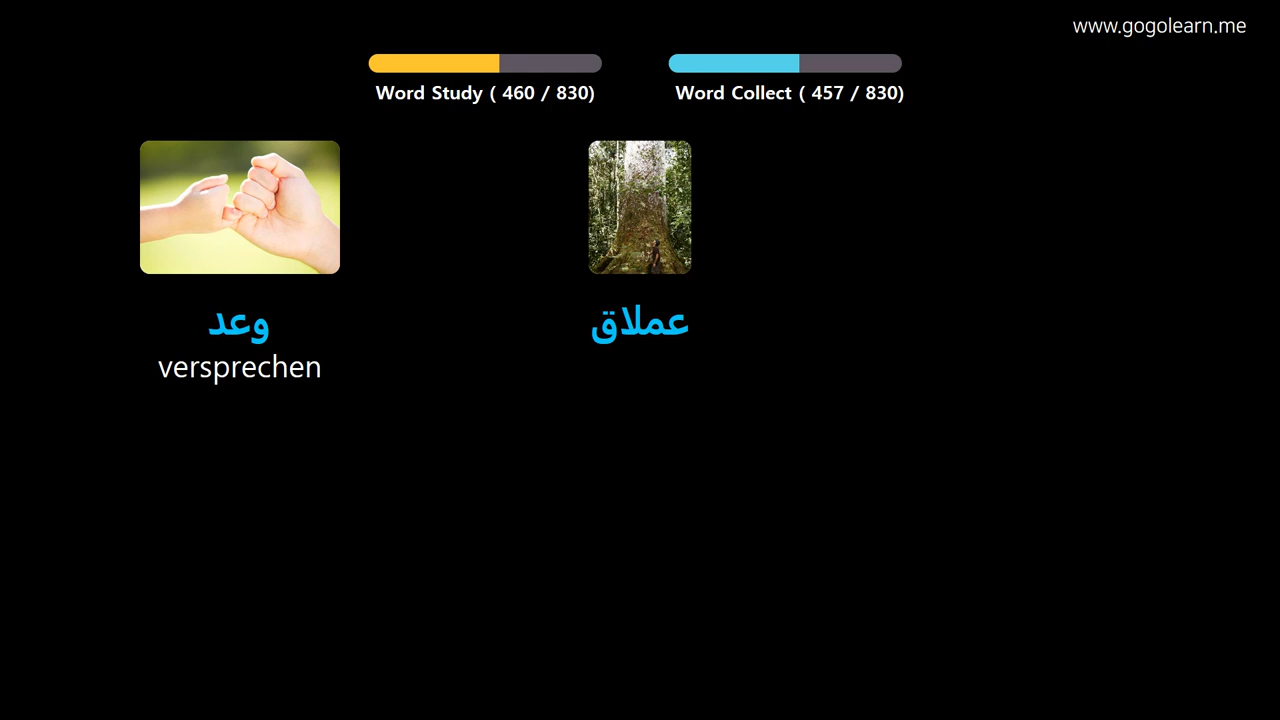 www.gogolearn.me
Word Study ( 460 / 830)
Word Collect ( 457 / 830)
وعد
versprechen
عملاق